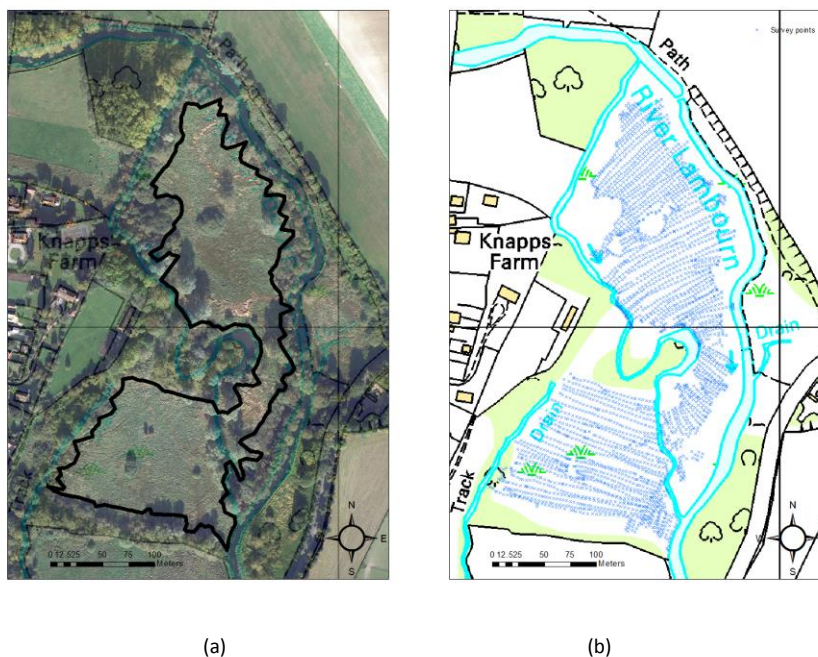 Path
Knapps
Farm
Track
N
W
E
S
0 12.525 50 75 100
Meters
(a)
Survey points
Path
River Lambourn
Knapps
Farm
Drain
Drain
Track
N
W
E
S
0 12.525 50 75 100
Meters
(b)